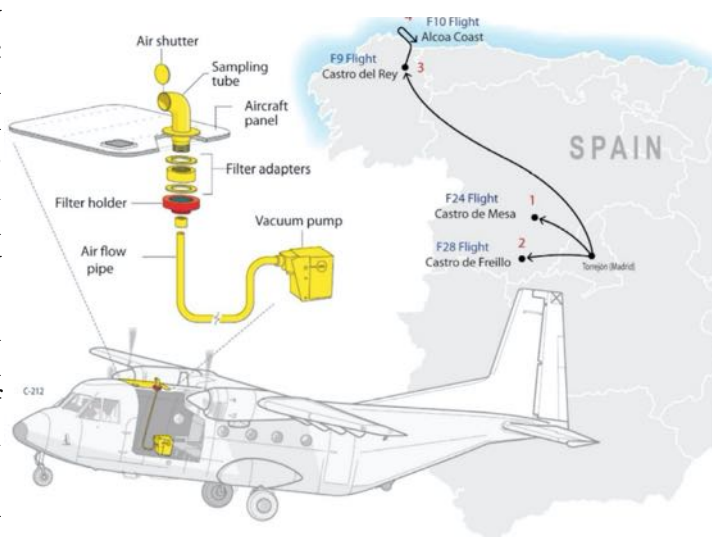 Air shutter
Sampling
tube
Aircraft
panel
Filter adapters
Filter holder
Vacuum pump
Air flow
pipe
C-212
F10 Flight
Alcoa Coast
F9 Flight
Castro del Rey
3
SPAIN
F24 Flight
1
Castro de Mesa
F28 Flight
2
Castro de Freillo
Torrejón (Madrid)